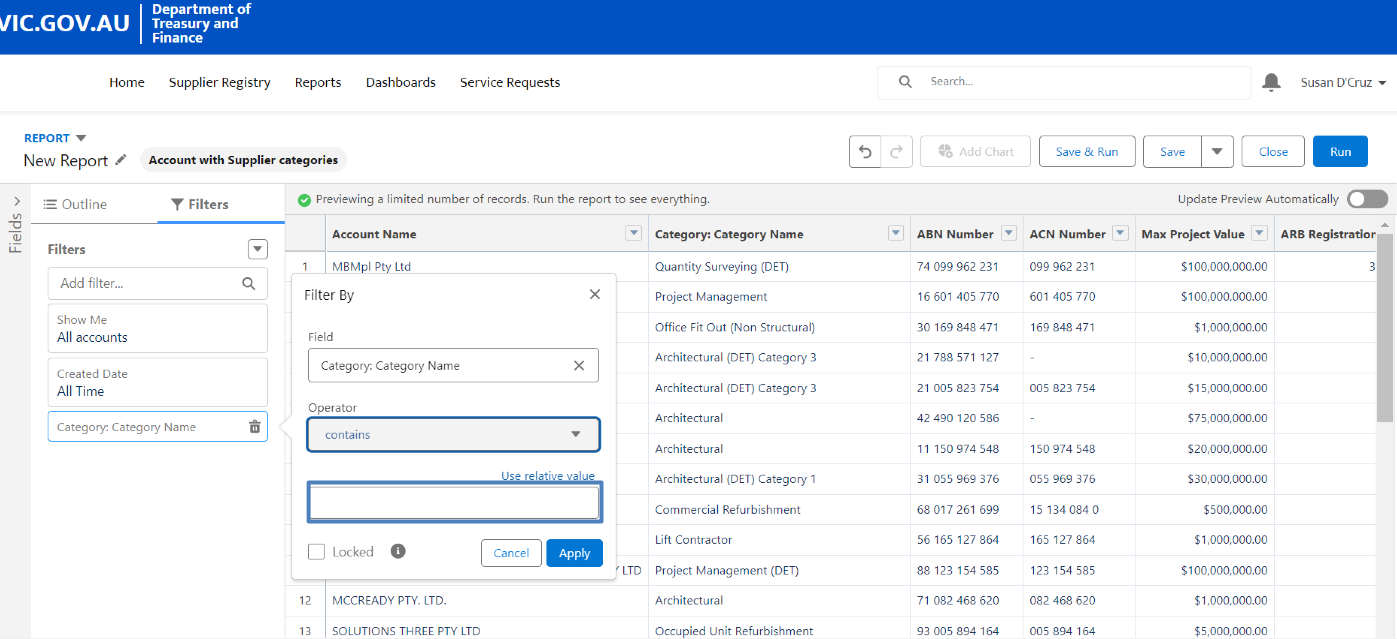 VIC.GOV.AU
Department of
Treasury and
Finance
Home Supplier Registry Reports Dashboards Service Requests Search... Susan D'Cruz
REPORT
New Report Account with Supplier categories
Add Chart Save & Run Save Close Run
Fields
Outline Filters
Previewing a limited number of records. Run the report to see everything. Update Preview Automatically
Filters
Add filter...
Show Me
All accounts
Created Date
All Time
Category: Category Name
Filter By
Field
Category: Category Name
Operator
contains
Use relative value
Locked Cancel Apply
Account Name Category: Category Name ABN Number ACN Number Max Project Value ARB Registration
1 MBMpl Pty Ltd Quantity Surveying (DET) 74 099 962 231 099 962 231 $100,000,000.00 3
Project Management 16 601 405 770 601 405 770 $100,000,000.00
Office Fit Out (Non Structural) 30 169 848 471 169 848 471 $1,000,000.00
Architectural (DET) Category 3 21 788 571 127 - $10,000,000.00
Architectural (DET) Category 3 21 005 823 754 005 823 754 $15,000,000.00
Architectural 42 490 120 586 - $75,000,000.00
Architectural 11 150 974 548 150 974 548 $20,000,000.00
Architectural (DET) Category 1 31 055 969 376 055 969 376 $30,000,000.00
Commercial Refurbishment 68 017 261 699 15 134 084 0 $500,000.00
Lift Contractor 56 165 127 864 165 127 864 $1,000,000.00
Y LTD Project Management (DET) 88 123 154 585 123 154 585 $100,000,000.00
12 MCCREADY PTY. LTD. Architectural 71 082 468 620 082 468 620 $1,000,000.00
13 SOLUTIONS THREE PTY LTD Occupied Unit Refurbishment 93 005 894 164 005 894 164 $5,000,000.00